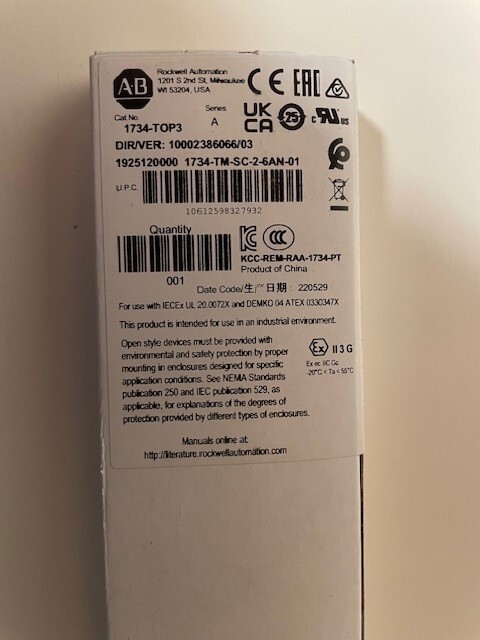 AB
Rockwell Automation
1201 S 2nd St, Milwaukee
WI 53204, USA
CE EAC
Cat.No.
Series
1734-TOP3
A
UK
CA
25
c RU us
DIR/VER: 10002386066/03
1925120000 1734-TM-SC-2-6AN-01
U.P.C.
10612598327932
Quantity
001
KC
CCC
KCC-REM-RAA-1734-PT
Product of China
Date Code/生产日期: 220529
For use with IECEx UL 20.0072X and DEMKO 04 ATEX 0330347X
This product is intended for use in an industrial environment.
Open style devices must be provided with
environmental and safety protection by proper
mounting in enclosures designed for specific
application conditions. See NEMA Standards
publication 250 and IEC publication 529, as
applicable, for explanations of the degrees of
protection provided by different types of enclosures.
Ex II 3 G
Ex ec IIC Gc
-20°C < Ta < 55°C
Manuals online at:
http://literature.rockwellautomation.com